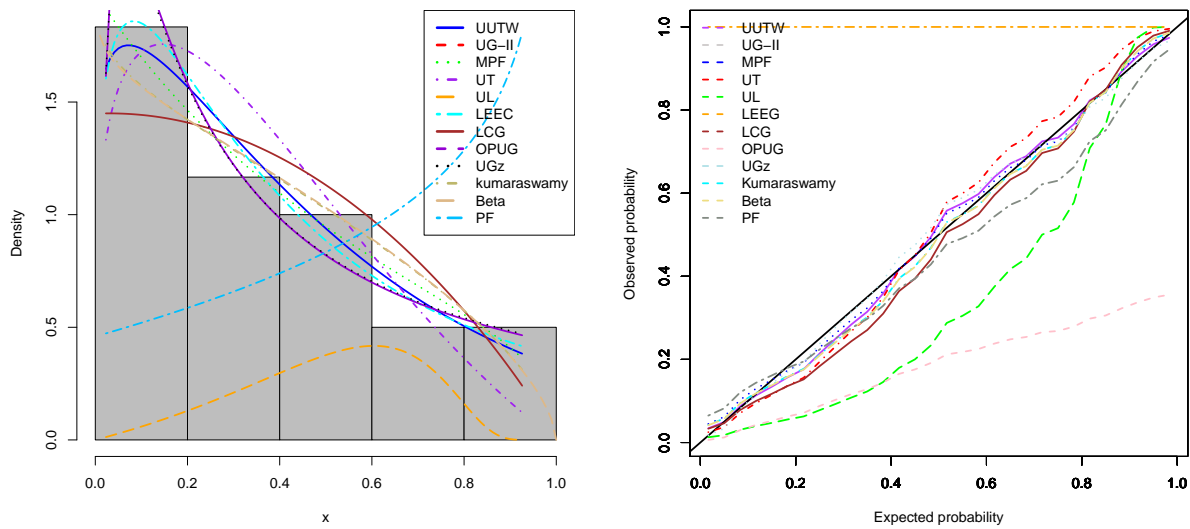 UUTW
UG-II
MPF
UT
UL
LEEC
LCG
OPUG
UGz
kumaraswamy
Beta
PF
Density
0.0
0.5
1.0
1.5
0.0
0.2
0.4
0.6
0.8
1.0
x
UUTW
UG-II
MPF
UT
UL
LEEG
LCG
OPUG
UGz
Kumaraswamy
Beta
PF
Observed probability
0.0
0.2
0.4
0.6
0.8
1.0
0.0
0.2
0.4
0.6
0.8
1.0
Expected probability